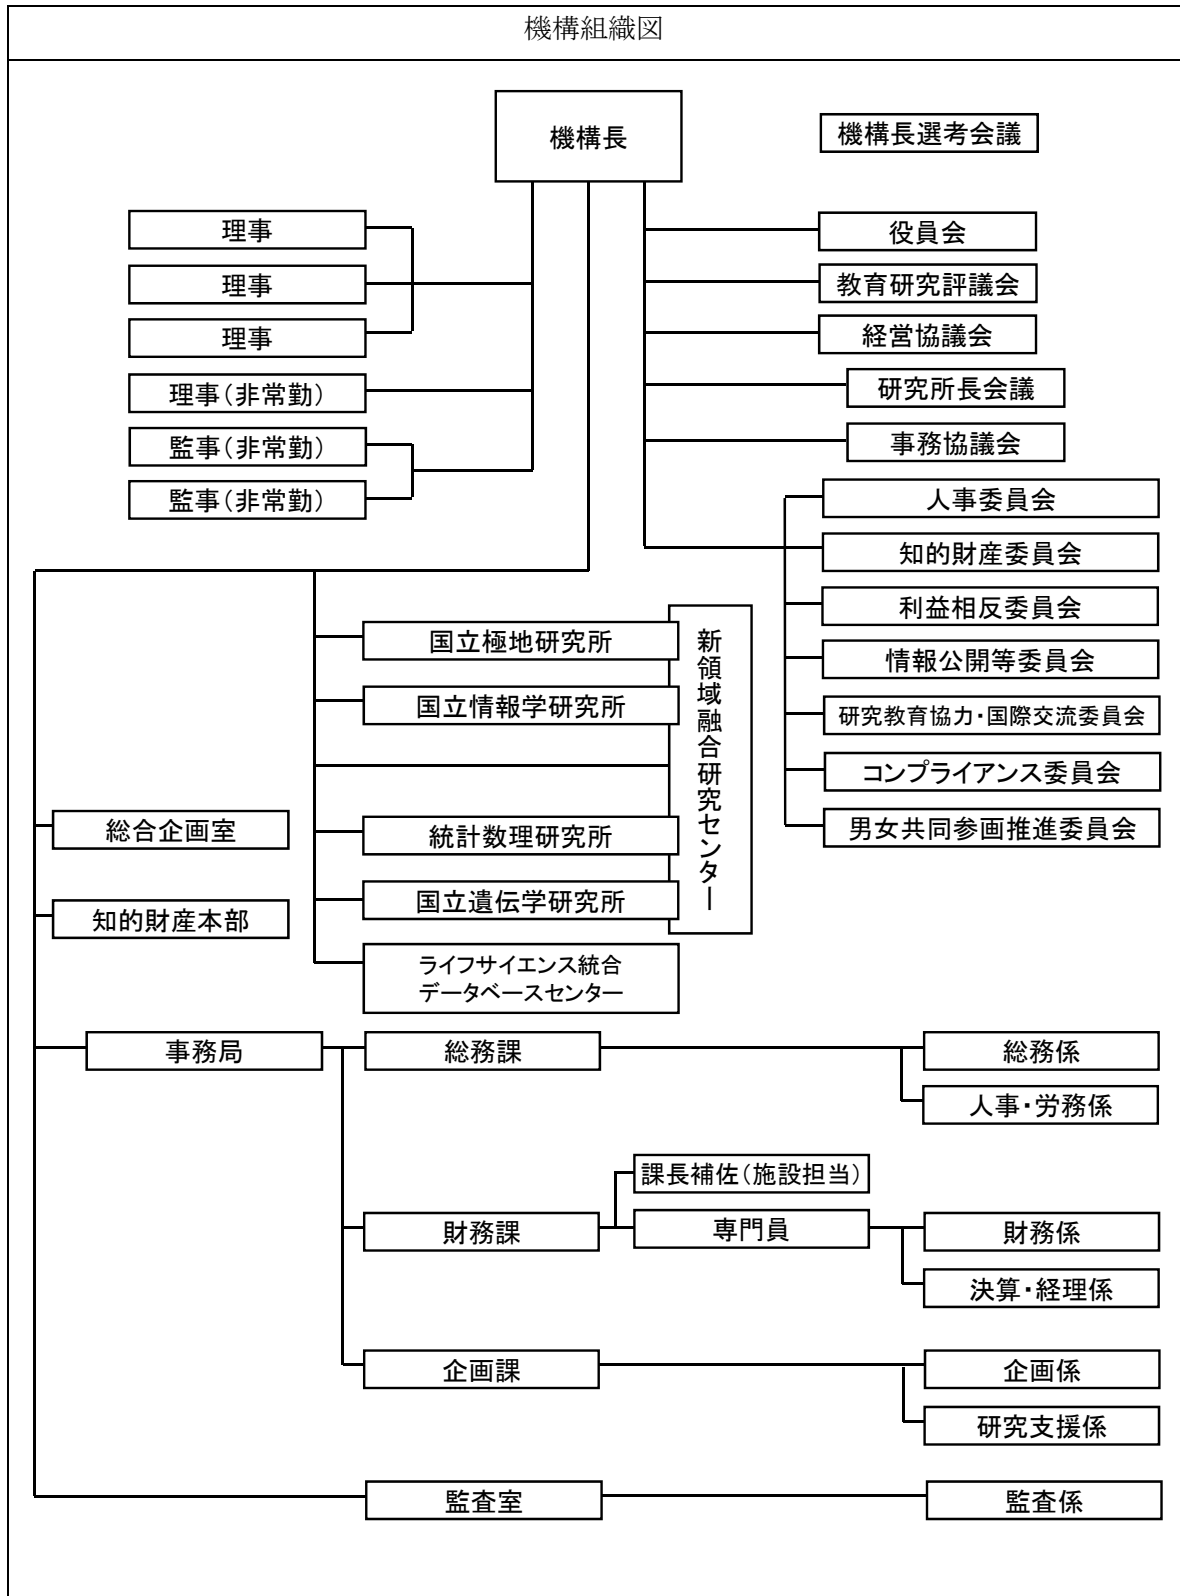 機構組織図
機構長
機構長選考会議
理事
理事
理事
理事(非常勤)
監事(非常勤)
監事(非常勤)
役員会
教育研究評議会
経営協議会
研究所長会議
事務協議会
人事委員会
知的財産委員会
利益相反委員会
情報公開等委員会
研究教育協力・国際交流委員会
コンプライアンス委員会
男女共同参画推進委員会
国立極地研究所
国立情報学研究所
新領域融合研究センター
統計数理研究所
国立遺伝学研究所
ライフサイエンス統合
データベースセンター
総合企画室
知的財産本部
事務局
総務課
総務係
人事・労務係
課長補佐(施設担当)
財務課
専門員
財務係
決算・経理係
企画課
企画係
研究支援係
監査室
監査係